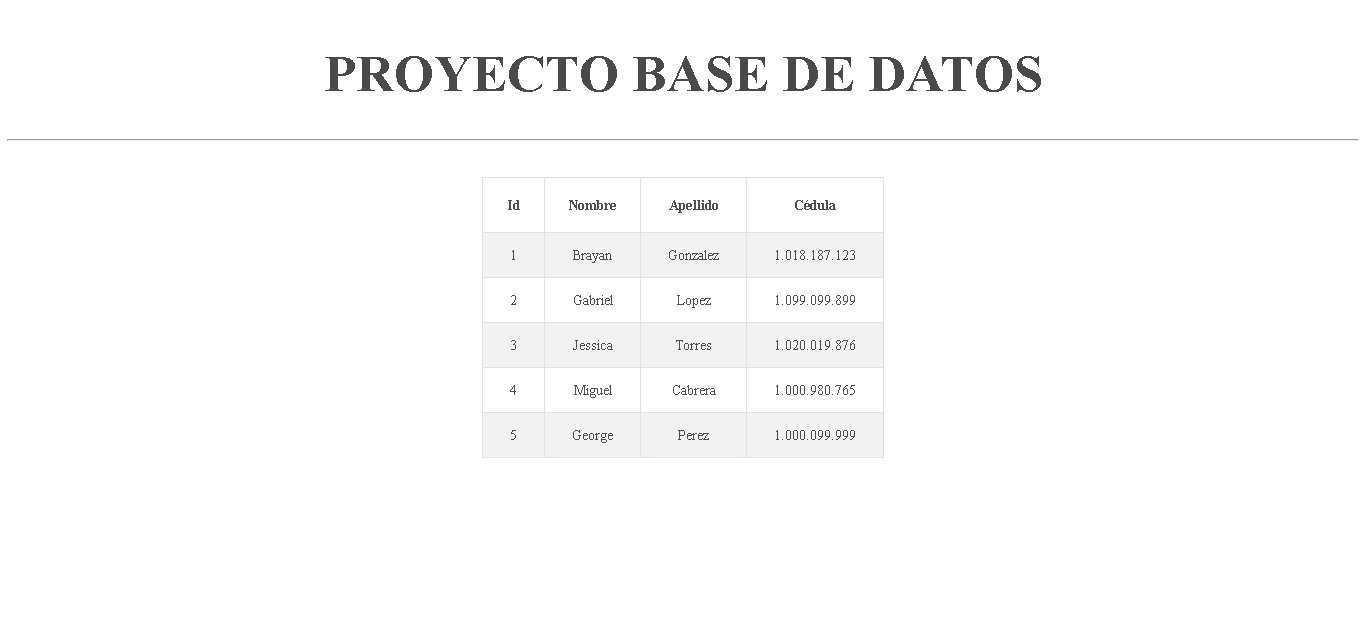 PROYECTO BASE DE DATOS
Id Nombre Apellido Cédula
1 Brayan Gonzalez 1.018.187.123
2 Gabriel Lopez 1.099.099.899
3 Jessica Torres 1.020.019.876
4 Miguel Cabrera 1.000.980.765
5 George Perez 1.000.099.999